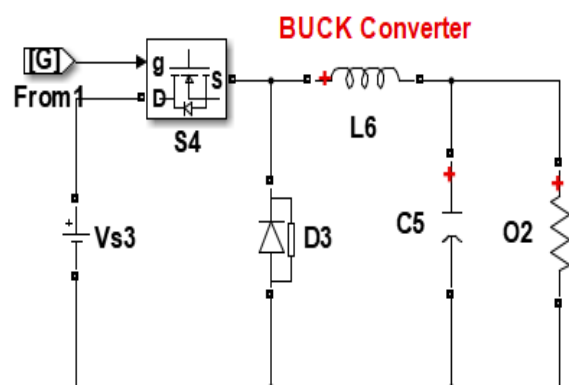 BUCK Converter
[G]
From1
g
D
S
S4
L6
+
Vs3
D3
C5
O2